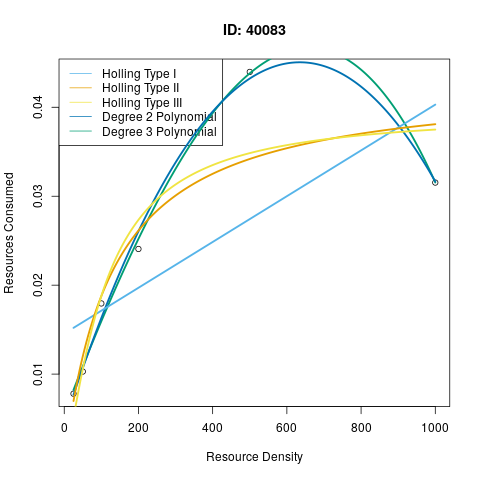 ID: 40083
Holling Type I
Holling Type II
Holling Type III
Degree 2 Polynomial
Degree 3 Polynomial
Resources Consumed
0.04
0.03
0.02
0.01
0 200 400 600 800 1000
Resource Density